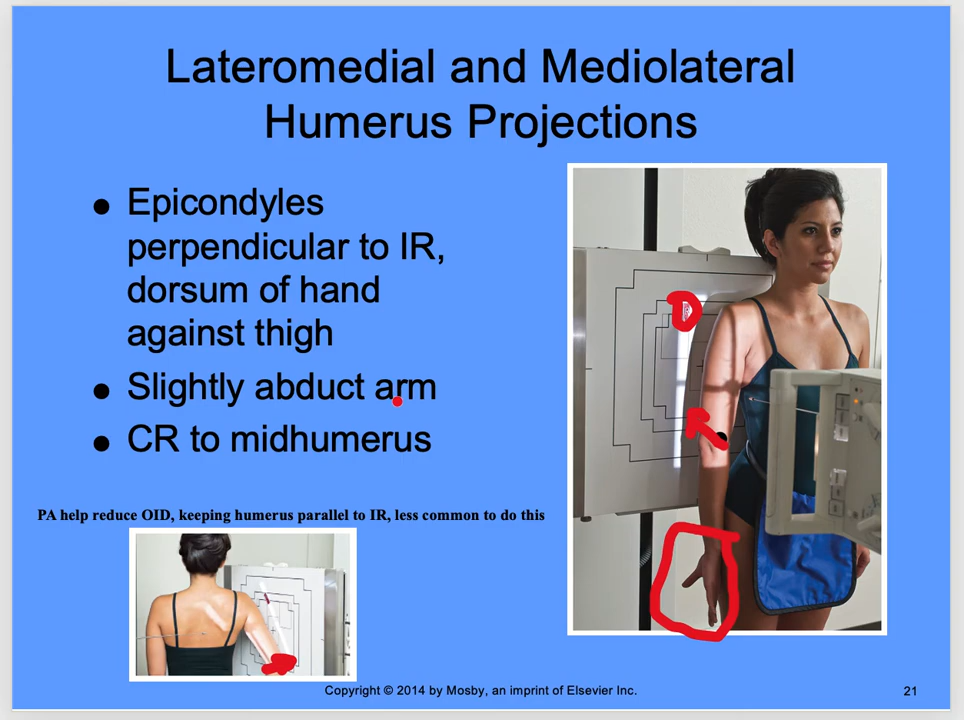 Lateromedial and Mediolateral
Humerus Projections
● Epicondyles
perpendicular to IR,
dorsum of hand
against thigh
● Slightly abduct arm
● CR to midhumerus
PA help reduce OID, keeping humerus parallel to IR, less common to do this
Copyright © 2014 by Mosby, an imprint of Elsevier Inc.
21